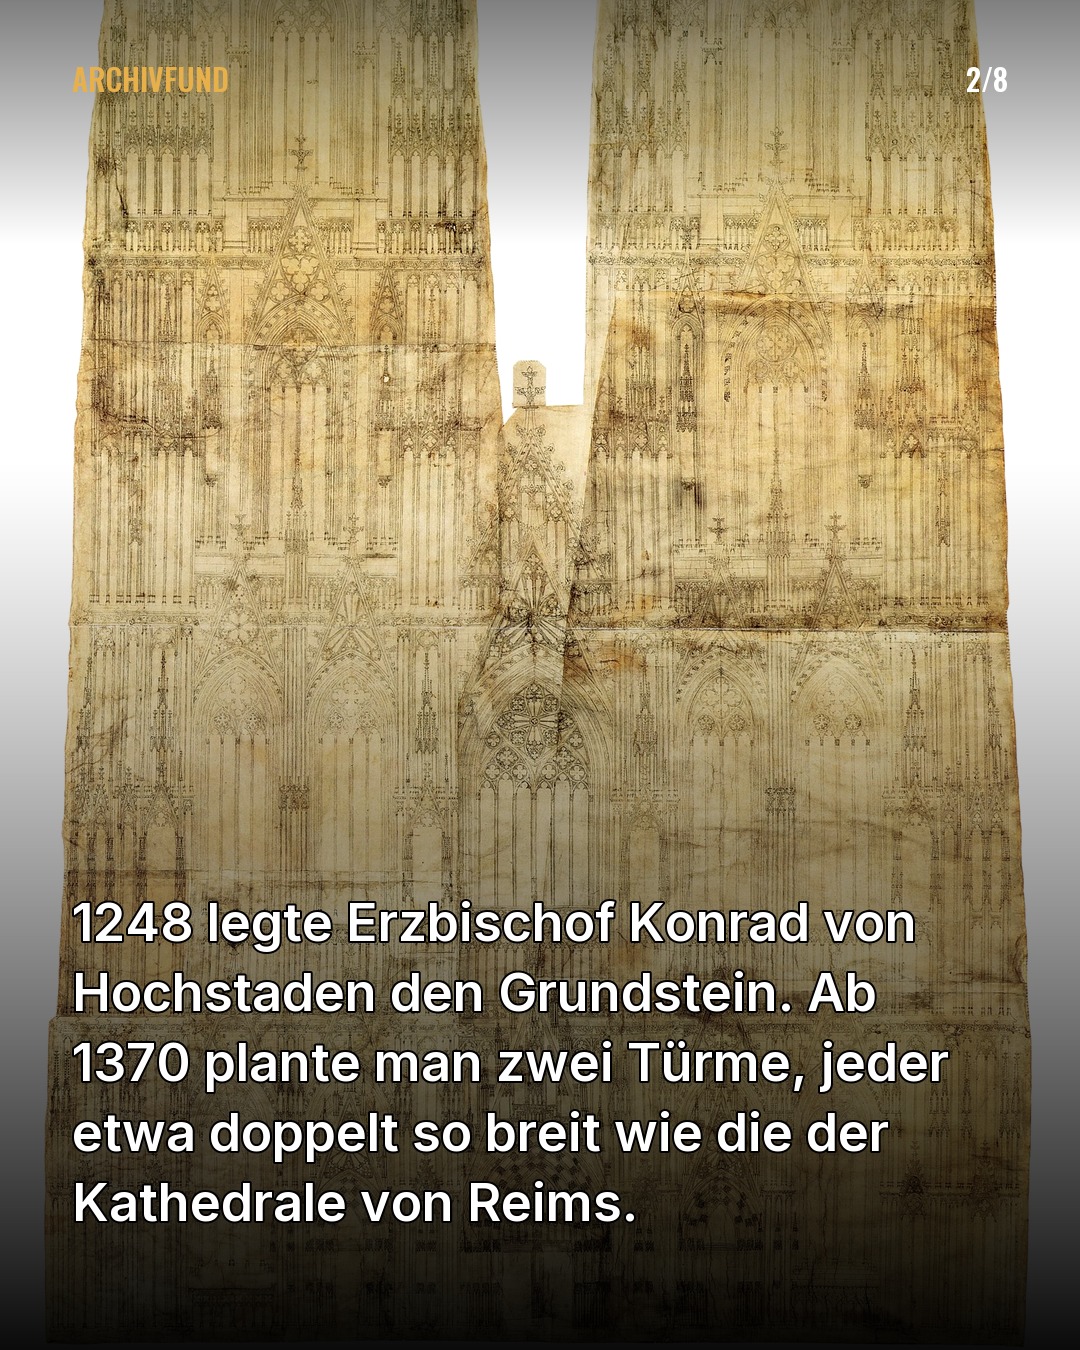 ARCHIVFUND
2/8
1248 legte Erzbischof Konrad von
Hochstaden den Grundstein. Ab
1370 plante man zwei Türme, jeder
etwa doppelt so breit wie die der
Kathedrale von Reims.